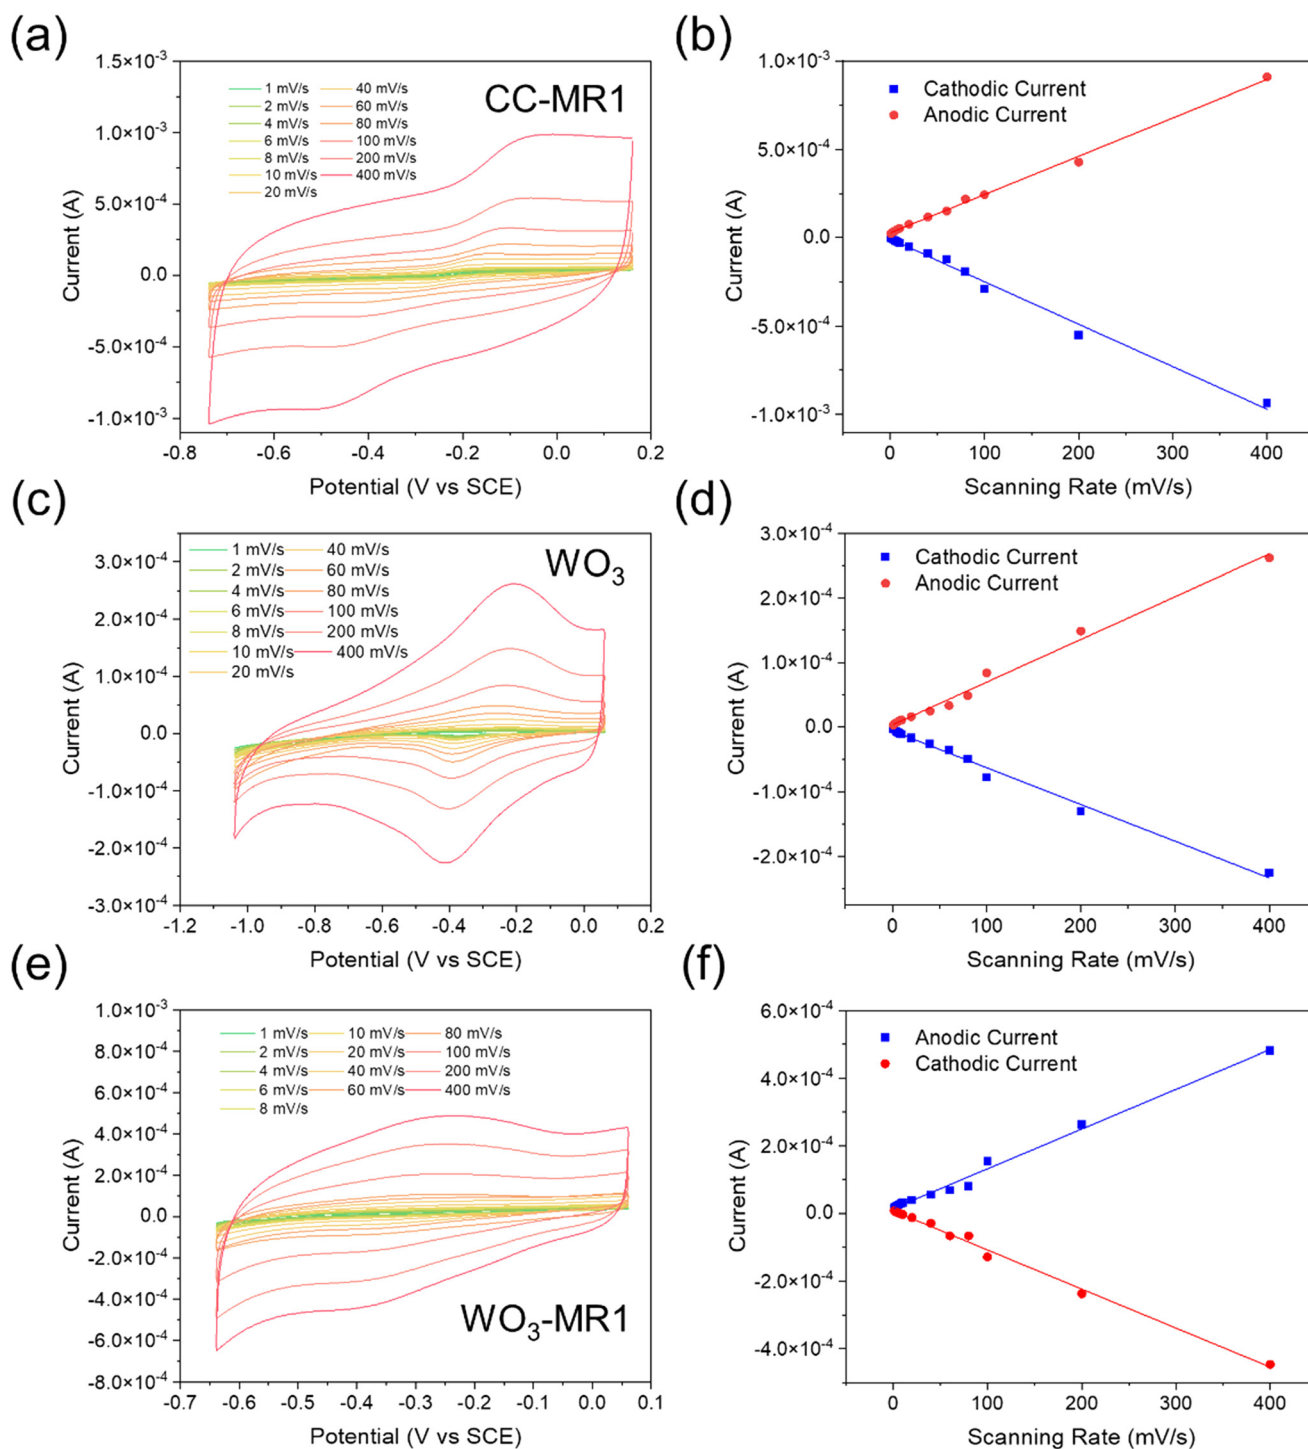 (a)
1.5×10⁻³
1.0×10⁻³
5.0×10⁻⁴
0.0
-5.0×10⁻⁴
-1.0×10⁻³
Current (A)
1 mV/s 40 mV/s
2 mV/s 60 mV/s
4 mV/s 80 mV/s
6 mV/s 100 mV/s
8 mV/s 200 mV/s
10 mV/s 400 mV/s
20 mV/s
CC-MR1
-0.8 -0.6 -0.4 -0.2 0.0 0.2
Potential (V vs SCE)
(b)
1.0×10⁻³
5.0×10⁻⁴
0.0
-5.0×10⁻⁴
-1.0×10⁻³
Current (A)
Cathodic Current
Anodic Current
0 100 200 300 400
Scanning Rate (mV/s)
(c)
3.0×10⁻⁴
2.0×10⁻⁴
1.0×10⁻⁴
0.0
-1.0×10⁻⁴
-2.0×10⁻⁴
-3.0×10⁻⁴
Current (A)
1 mV/s 40 mV/s
2 mV/s 60 mV/s
4 mV/s 80 mV/s
6 mV/s 100 mV/s
8 mV/s 200 mV/s
10 mV/s 400 mV/s
20 mV/s
WO₃
-1.2 -1.0 -0.8 -0.6 -0.4 -0.2 0.0 0.2
Potential (V vs SCE)
(d)
3.0×10⁻⁴
2.0×10⁻⁴
1.0×10⁻⁴
0.0
-1.0×10⁻⁴
-2.0×10⁻⁴
Current (A)
Cathodic Current
Anodic Current
0 100 200 300 400
Scanning Rate (mV/s)
(e)
1.0×10⁻³
8.0×10⁻⁴
6.0×10⁻⁴
4.0×10⁻⁴
2.0×10⁻⁴
0.0
-2.0×10⁻⁴
-4.0×10⁻⁴
-6.0×10⁻⁴
-8.0×10⁻⁴
Current (A)
1 mV/s 10 mV/s 80 mV/s
2 mV/s 20 mV/s 100 mV/s
4 mV/s 40 mV/s 200 mV/s
6 mV/s 60 mV/s 400 mV/s
8 mV/s
WO₃-MR1
-0.7 -0.6 -0.5 -0.4 -0.3 -0.2 -0.1 0.0 0.1
Potential (V vs SCE)
(f)
6.0×10⁻⁴
4.0×10⁻⁴
2.0×10⁻⁴
0.0
-2.0×10⁻⁴
-4.0×10⁻⁴
Current (A)
Anodic Current
Cathodic Current
0 100 200 300 400
Scanning Rate (mV/s)